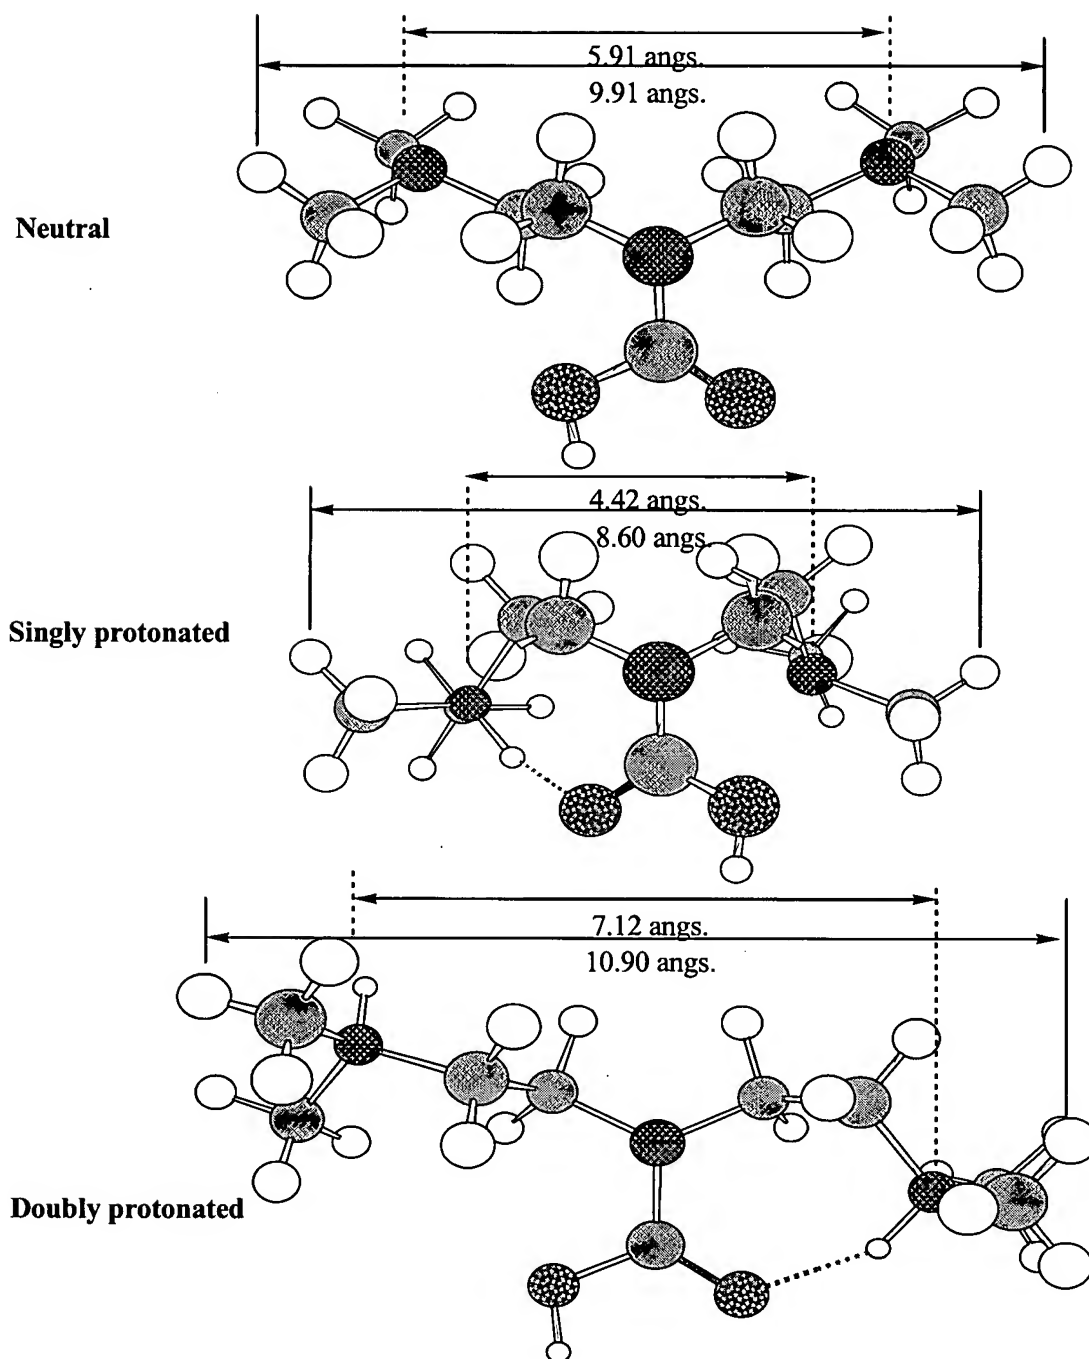 5.91 angs.
9.91 angs.
Neutral
4.42 angs.
8.60 angs.
Singly protonated
7.12 angs.
10.90 angs.
Doubly protonated